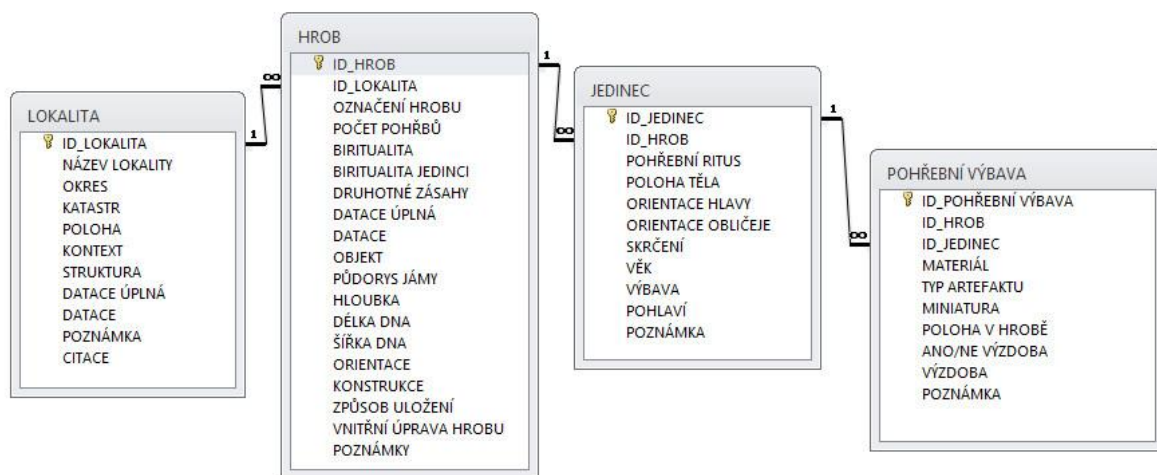 LOKALITA
ID_LOKALITA
NÁZEV LOKALITY
OKRES
KATASTR
POLOHA
KONTEXT
STRUKTURA
DATACE ÚPLNÁ
DATACE
POZNÁMKA
CITACE
1
∞
HROB
ID_HROB
ID_LOKALITA
OZNAČENÍ HROBU
POČET POHŘBŮ
BIRITUALITA
BIRITUALITA JEDINCI
DRUHOTNÉ ZÁSAHY
DATACE ÚPLNÁ
DATACE
OBJEKT
PŮDORYS JÁMY
HLOUBKA
DÉLKA DNA
ŠÍŘKA DNA
ORIENTACE
KONSTRUKCE
ZPŮSOB ULOŽENÍ
VNITŘNÍ ÚPRAVA HROBU
POZNÁMKY
1
∞
JEDINEC
ID_JEDINEC
ID_HROB
POHŘEBNÍ RITUS
POLOHA TĚLA
ORIENTACE HLAVY
ORIENTACE OBLIČEJE
SKRČENÍ
VĚK
VÝBAVA
POHLAVÍ
POZNÁMKA
1
∞
POHŘEBNÍ VÝBAVA
ID_POHŘEBNÍ VÝBAVA
ID_HROB
ID_JEDINEC
MATERIÁL
TYP ARTEFAKTU
MINIATURA
POLOHA V HROBĚ
ANO/NE VÝZDOBA
VÝZDOBA
POZNÁMKA